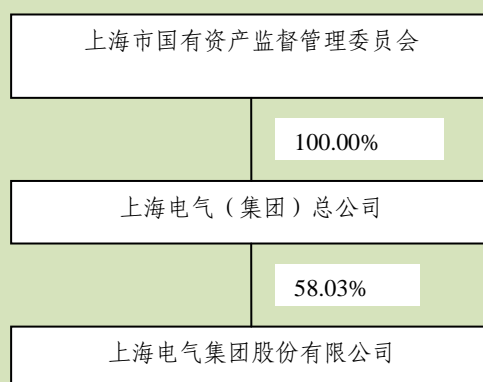 上海市国有资产监督管理委员会
100.00%
上海电气（集团）总公司
58.03%
上海电气集团股份有限公司